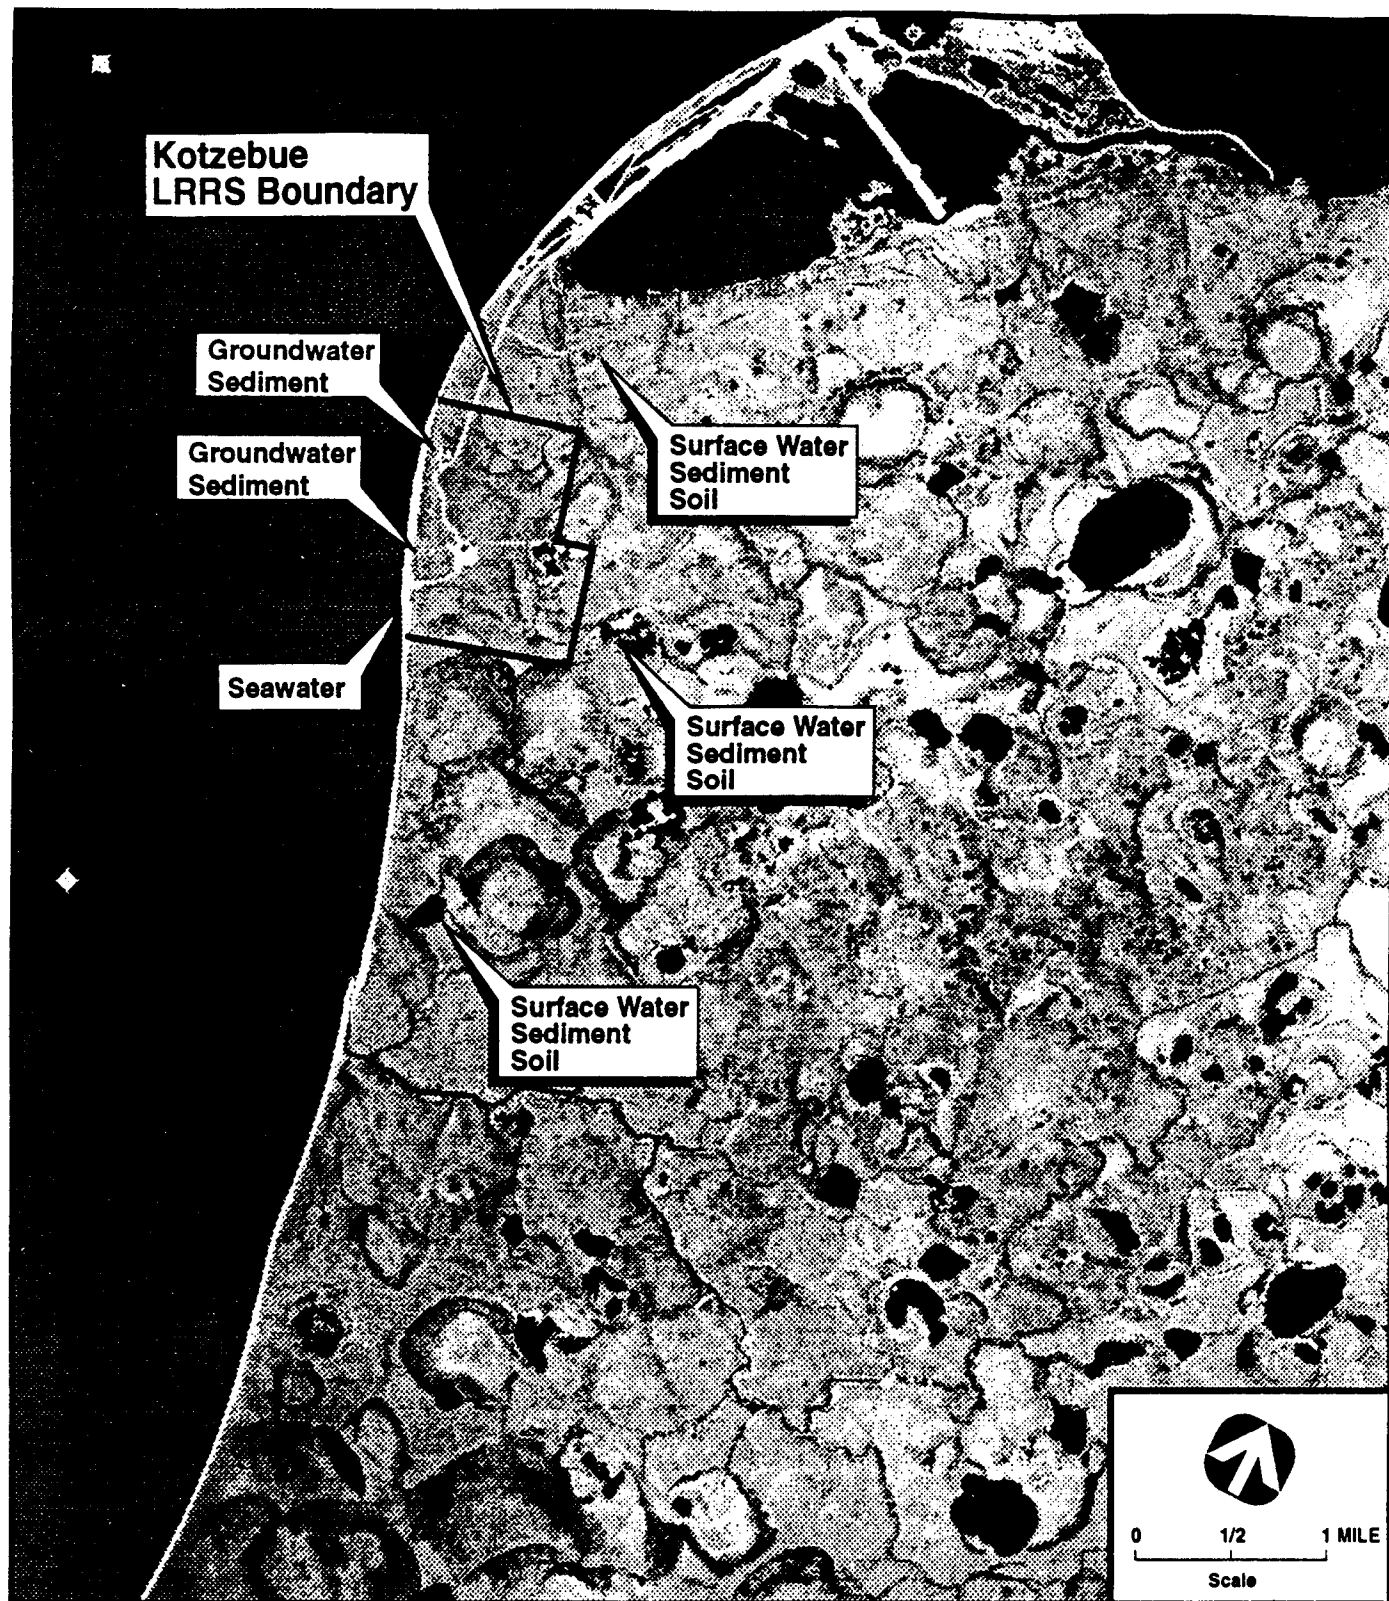 Kotzebue
LRRS Boundary
Groundwater
Sediment
Groundwater
Sediment
Surface Water
Sediment
Soil
Seawater
Surface Water
Sediment
Soil
Surface Water
Sediment
Soil
0 1/2 1 MILE
Scale